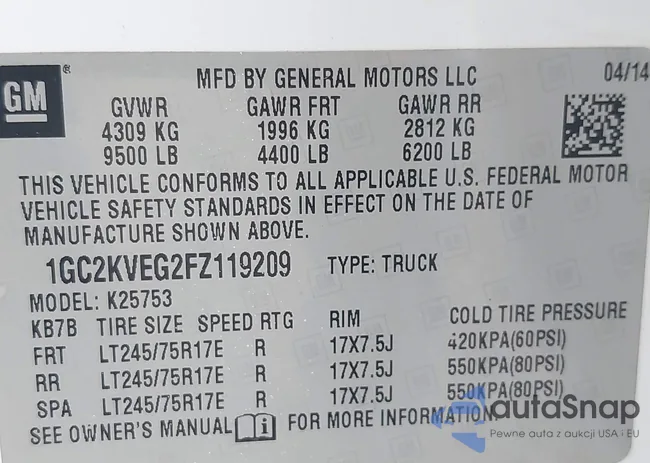 GM ® MFD BY GENERAL MOTORS LLC 04/14
GVWR GAWR FRT GAWR RR
4309 KG 1996 KG 2812 KG
9500 LB 4400 LB 6200 LB
THIS VEHICLE CONFORMS TO ALL APPLICABLE U.S. FEDERAL MOTOR
VEHICLE SAFETY STANDARDS IN EFFECT ON THE DATE OF
MANUFACTURE SHOWN ABOVE.
1GC2KVEG2FZ119209 TYPE: TRUCK
MODEL: K25753
KB7B TIRE SIZE SPEED RTG RIM COLD TIRE PRESSURE
FRT LT245/75R17E R 17X7.5J 420KPA(60PSI)
RR LT245/75R17E R 17X7.5J 550KPA(80PSI)
SPA LT245/75R17E R 17X7.5J 550KPA(80PSI)
SEE OWNER'S MANUAL i FOR MORE INFORMATION
autaSnap
Pewne auta z aukcji USA i EU